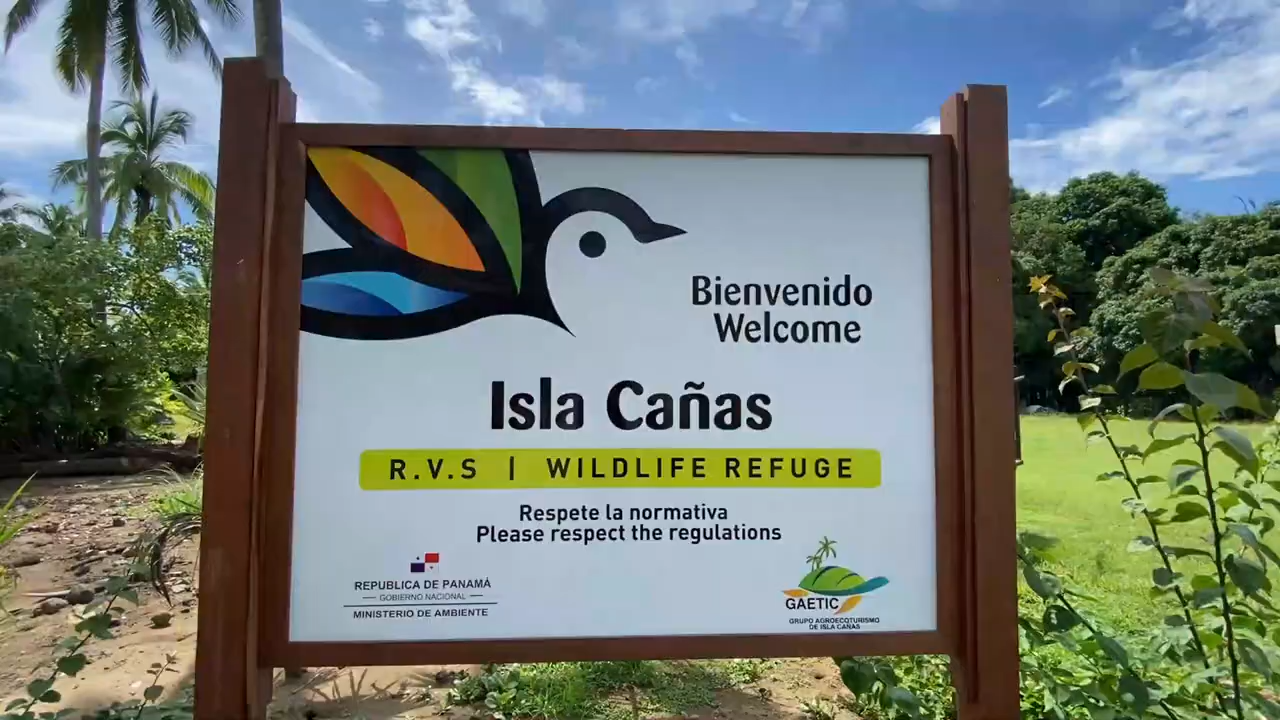 Bienvenido
Welcome
Isla Cañas
R.V.S | WILDLIFE REFUGE
Respete la normativa
Please respect the regulations
REPUBLICA DE PANAMÁ
GOBIERNO NACIONAL
MINISTERIO DE AMBIENTE
GAETIC
GRUPO AGROECOTURISMO
DE ISLA CAÑAS